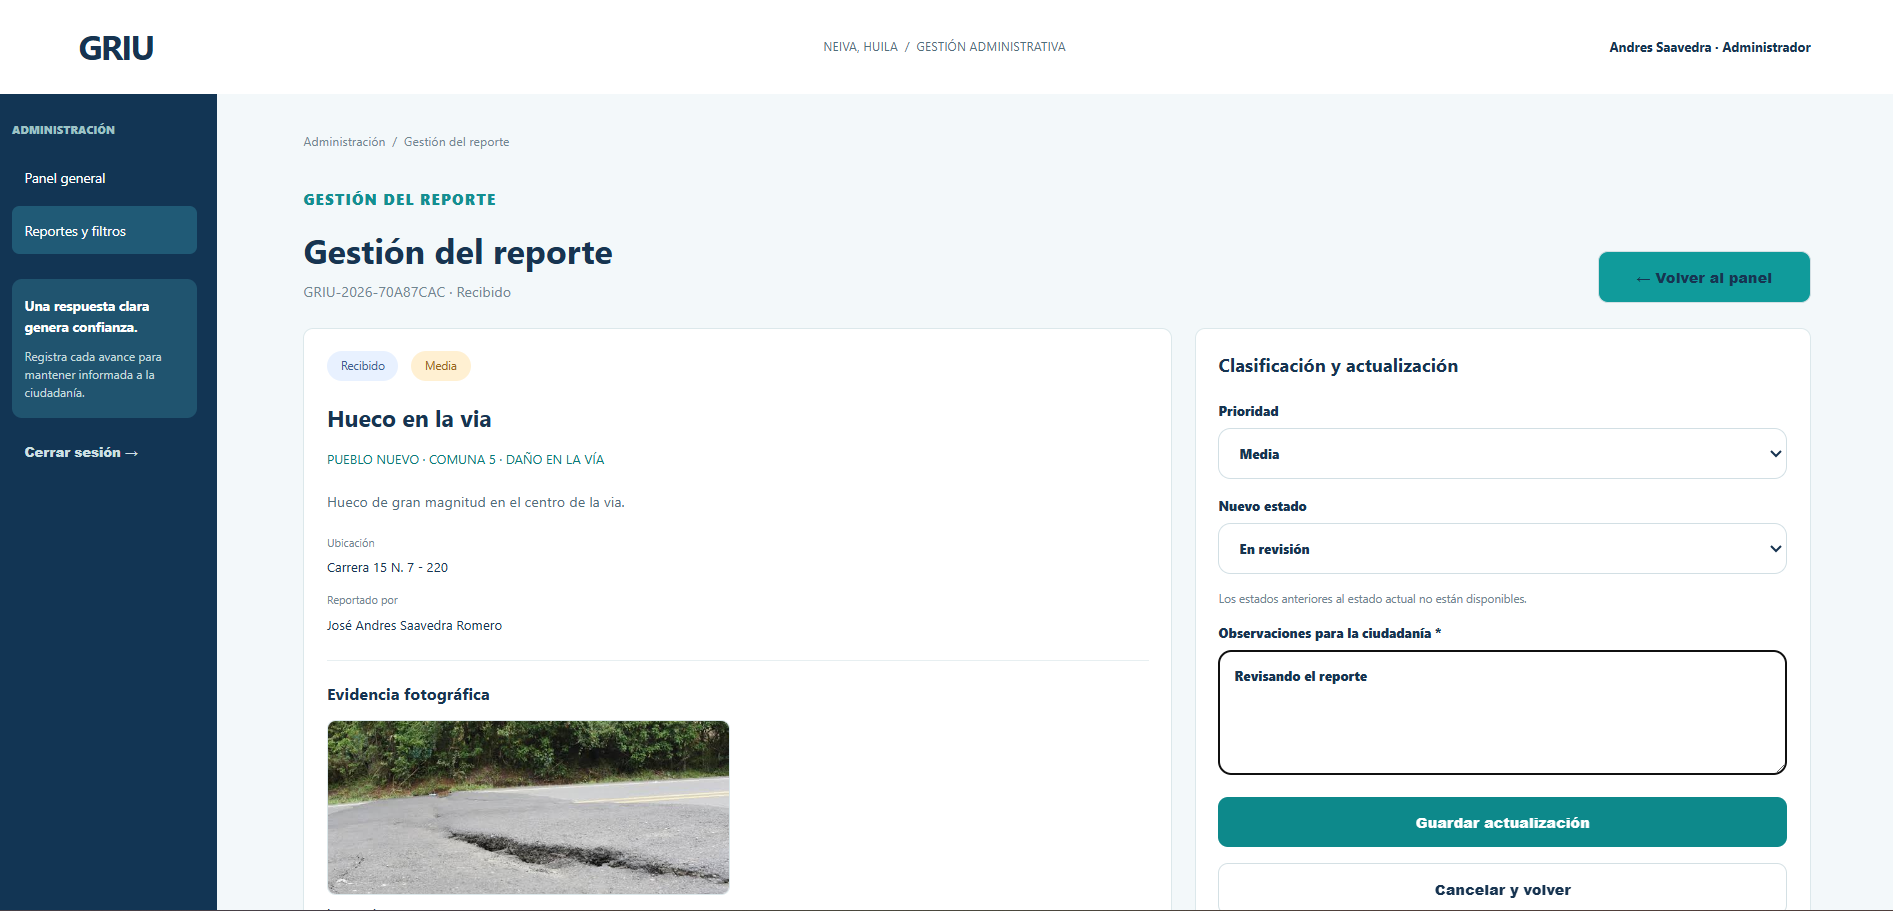 GRIU
NEIVA, HUILA / GESTIÓN ADMINISTRATIVA
Andres Saavedra · Administrador
ADMINISTRACIÓN
Panel general
Reportes y filtros
Una respuesta clara
genera confianza.
Registra cada avance para
mantener informada a la
ciudadanía.
Cerrar sesión →
Administración / Gestión del reporte
GESTIÓN DEL REPORTE
Gestión del reporte
GRIU-2026-70A87CAC · Recibido
← Volver al panel
Recibido
Media
Hueco en la via
PUEBLO NUEVO · COMUNA 5 · DAÑO EN LA VÍA
Hueco de gran magnitud en el centro de la via.
Ubicación
Carrera 15 N. 7 - 220
Reportado por
José Andres Saavedra Romero
Evidencia fotográfica
Clasificación y actualización
Prioridad
Media
Nuevo estado
En revisión
Los estados anteriores al estado actual no están disponibles.
Observaciones para la ciudadanía *
Revisando el reporte
Guardar actualización
Cancelar y volver